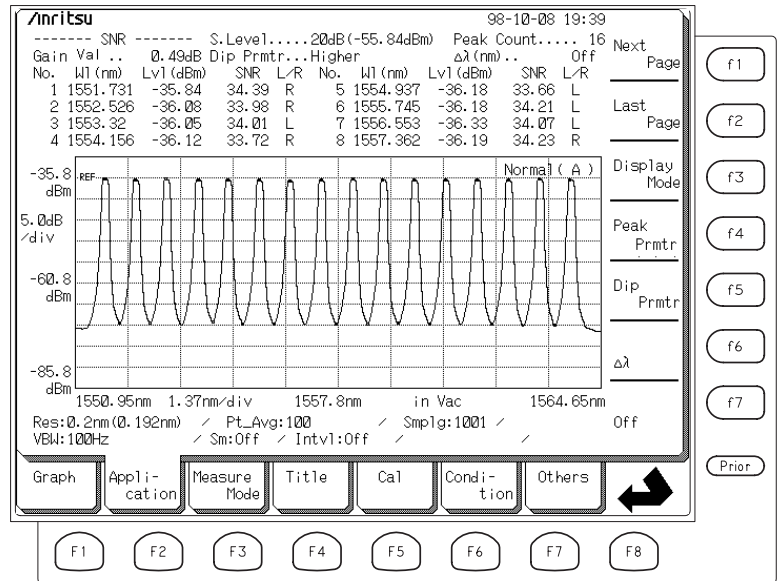 /Inritsu 98-10-08 19:39
------- SNR ------- S.Level.....20dB(-55.84dBm) Peak Count..... 16
Gain Val .. 0.49dB Dip Prmtr...Higher Δλ(nm).. Off
No. Wl(nm) Lvl(dBm) SNR L/R No. Wl(nm) Lvl(dBm) SNR L/R
1 1551.731 -35.84 34.39 R 5 1554.937 -36.18 33.66 L
2 1552.526 -36.08 33.98 R 6 1555.745 -36.18 34.21 L
3 1553.32 -36.05 34.01 L 7 1556.553 -36.33 34.07 L
4 1554.156 -36.12 33.72 R 8 1557.362 -36.19 34.23 R
Normal( A )
-35.8 REF
dBm
5.0dB
/div
-60.8
dBm
-85.8
dBm
1550.95nm 1.37nm/div 1557.8nm in Vac 1564.65nm
Res:0.2nm(0.192nm) / Pt_Avg:100 / Smplg:1001 /
VBW:100Hz / Sm:Off / Intvl:Off / /
Next
Page
Last
Page
Display
Mode
Peak
Prmtr
Dip
Prmtr
Δλ
Off
f1
f2
f3
f4
f5
f6
f7
Prior
Graph
Appli-
cation
Measure
Mode
Title
Cal
Condi-
tion
Others
F1 F2 F3 F4 F5 F6 F7 F8